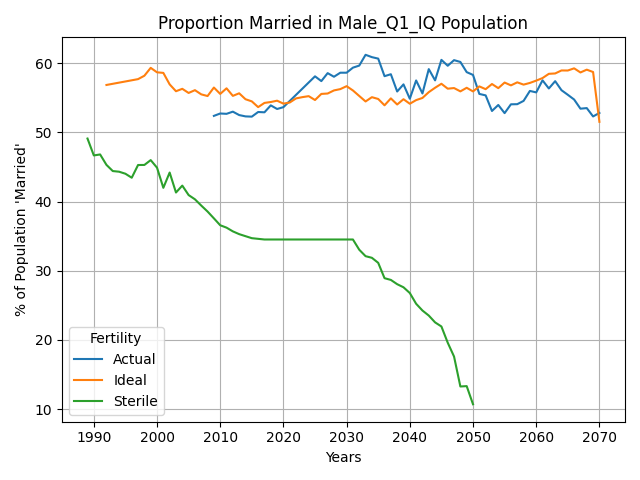 Proportion Married in Male_Q1_IQ Population
% of Population 'Married'
60
50
40
30
20
10
Fertility
Actual
Ideal
Sterile
1990 2000 2010 2020 2030 2040 2050 2060 2070
Years